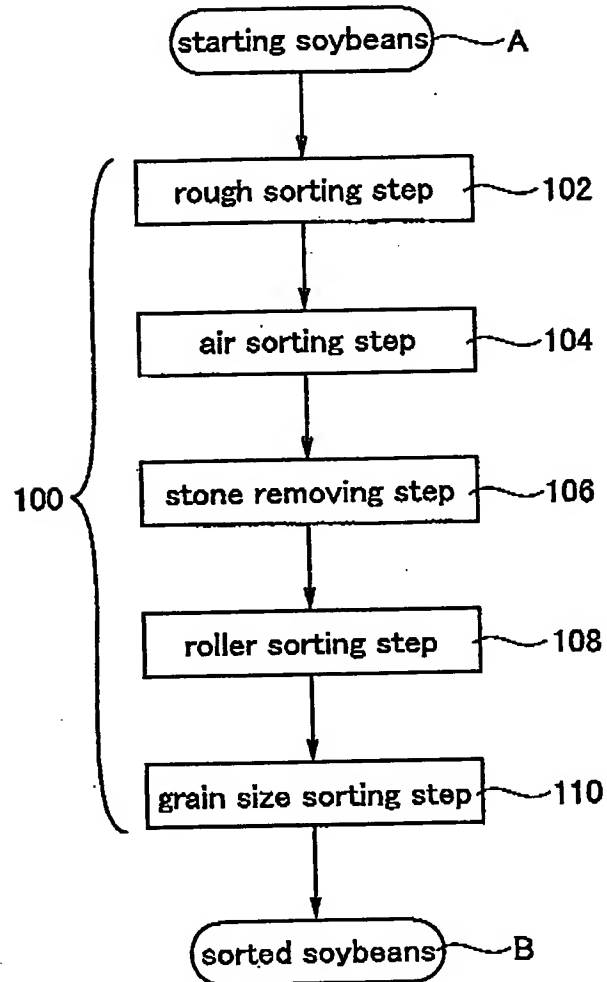 starting soybeans A
rough sorting step 102
air sorting step 104
stone removing step 106
100
roller sorting step 108
grain size sorting step 110
sorted soybeans B